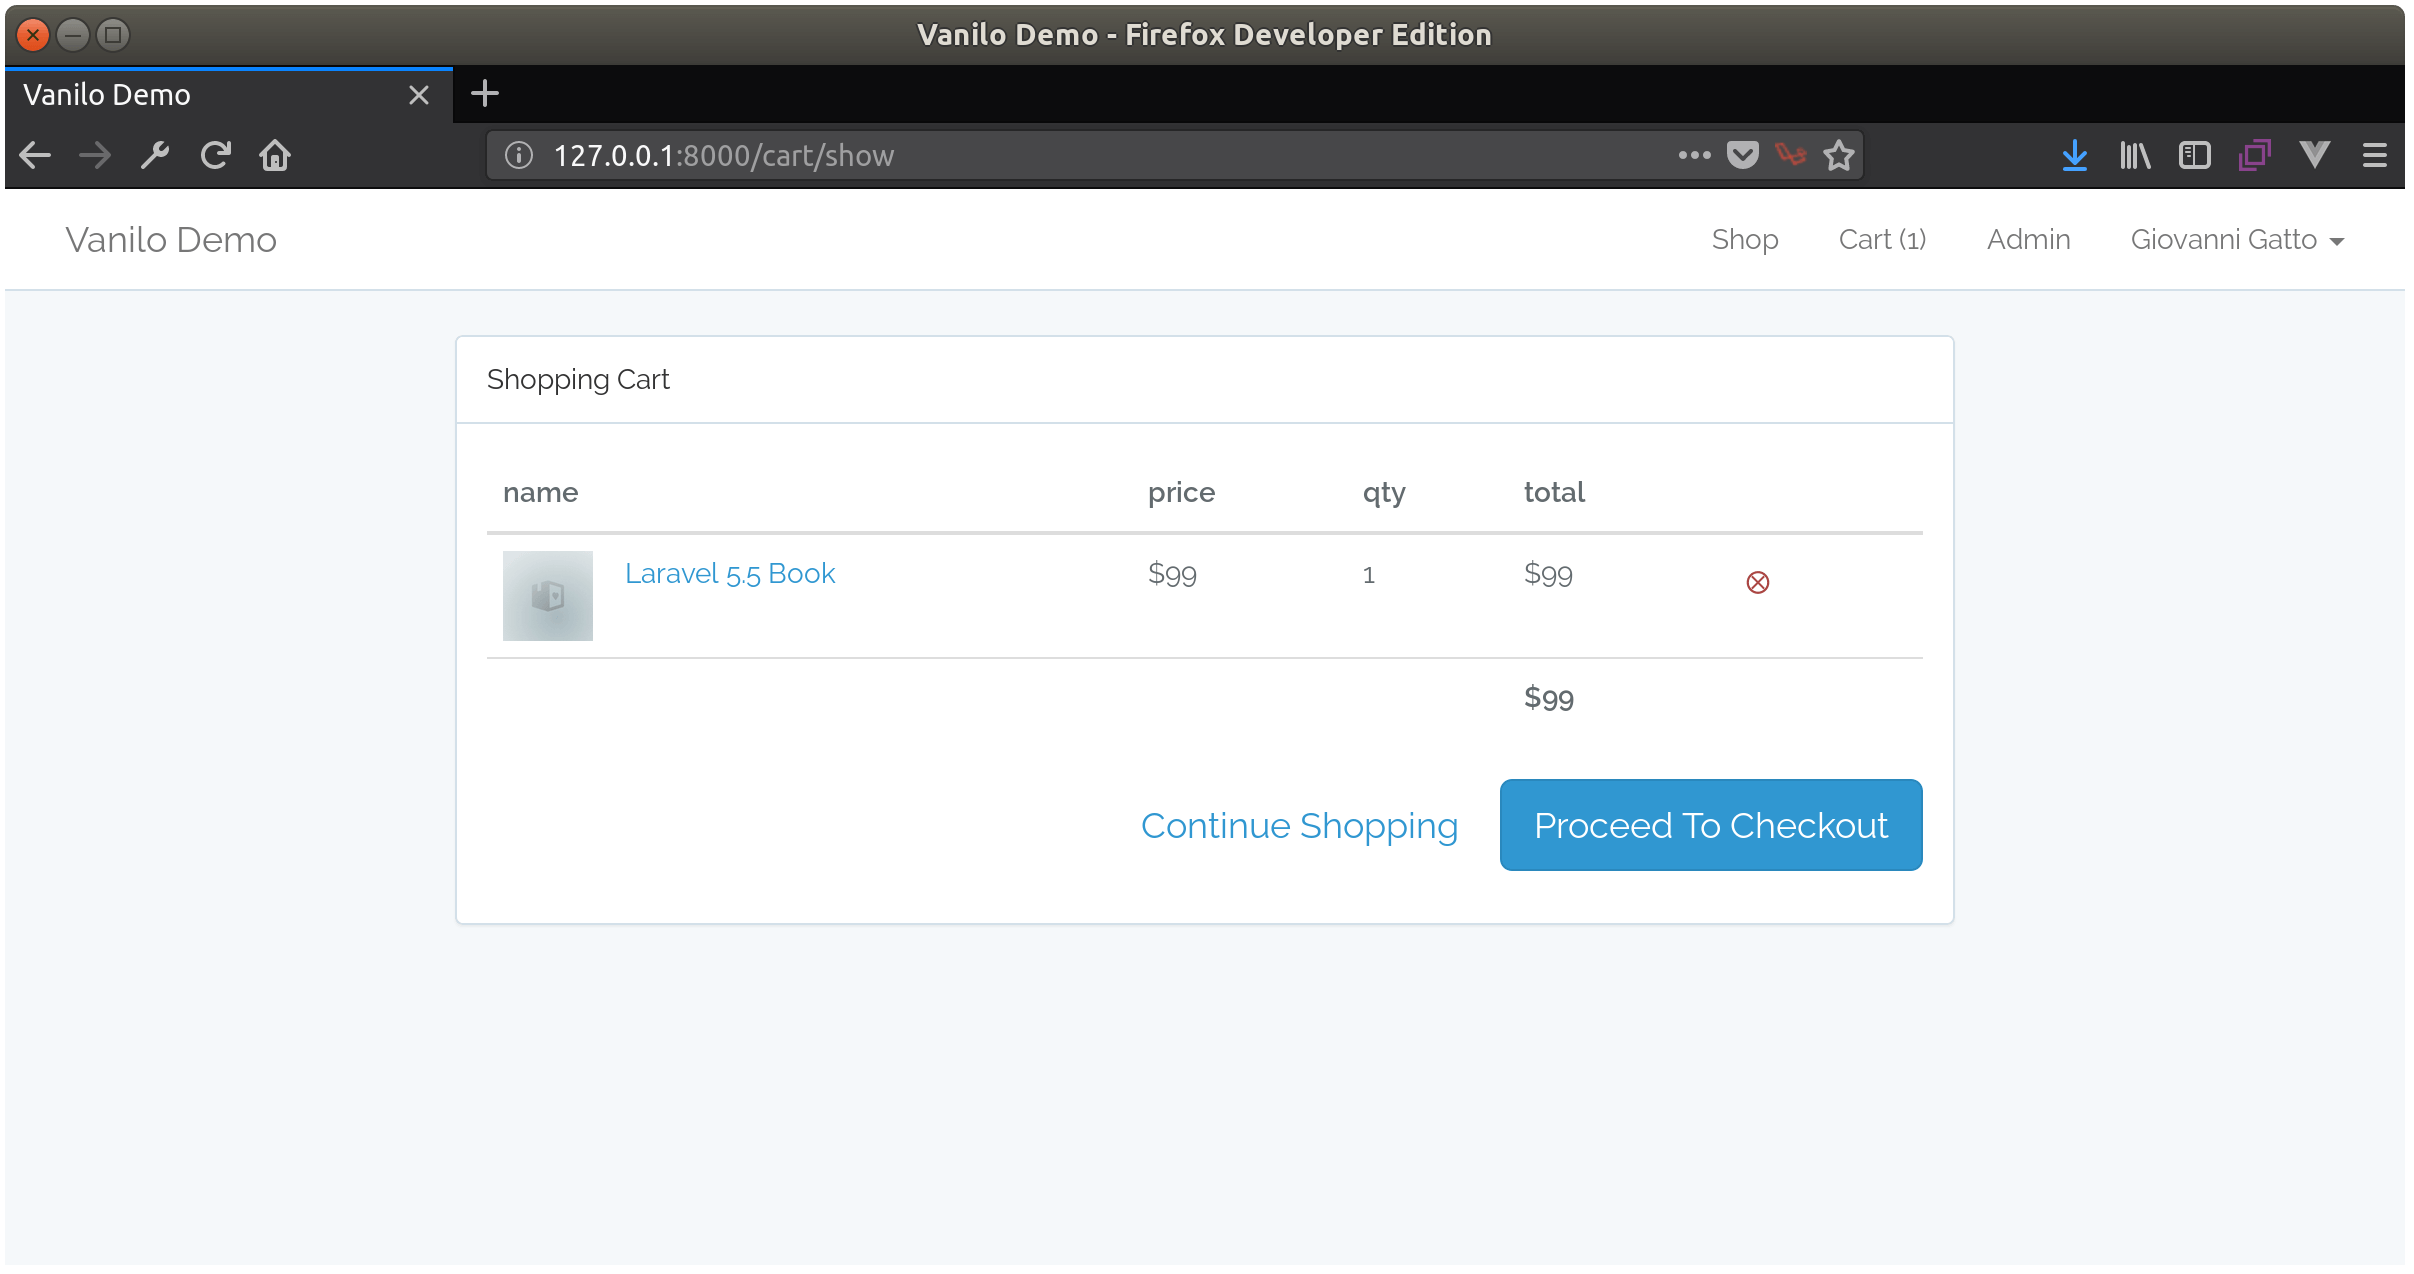 Vanilo Demo - Firefox Developer Edition
Vanilo Demo
127.0.0.1:8000/cart/show
Vanilo Demo Shop Cart (1) Admin Giovanni Gatto
Shopping Cart
name price qty total
Laravel 5.5 Book $99 1 $99
$99
Continue Shopping Proceed To Checkout